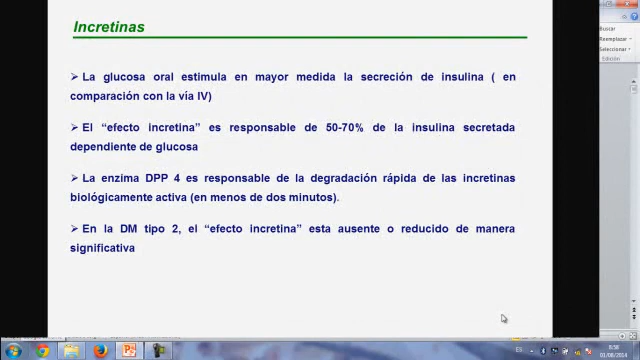 Incretinas
Buscar
Reemplazar
Seleccionar
Edición
➢ La glucosa oral estimula en mayor medida la secreción de insulina ( en
comparación con la vía IV)
➢ El “efecto incretina” es responsable de 50-70% de la insulina secretada
dependiente de glucosa
➢ La enzima DPP 4 es responsable de la degradación rápida de las incretinas
biológicamente activa (en menos de dos minutos).
➢ En la DM tipo 2, el “efecto incretina” esta ausente o reducido de manera
significativa
ES